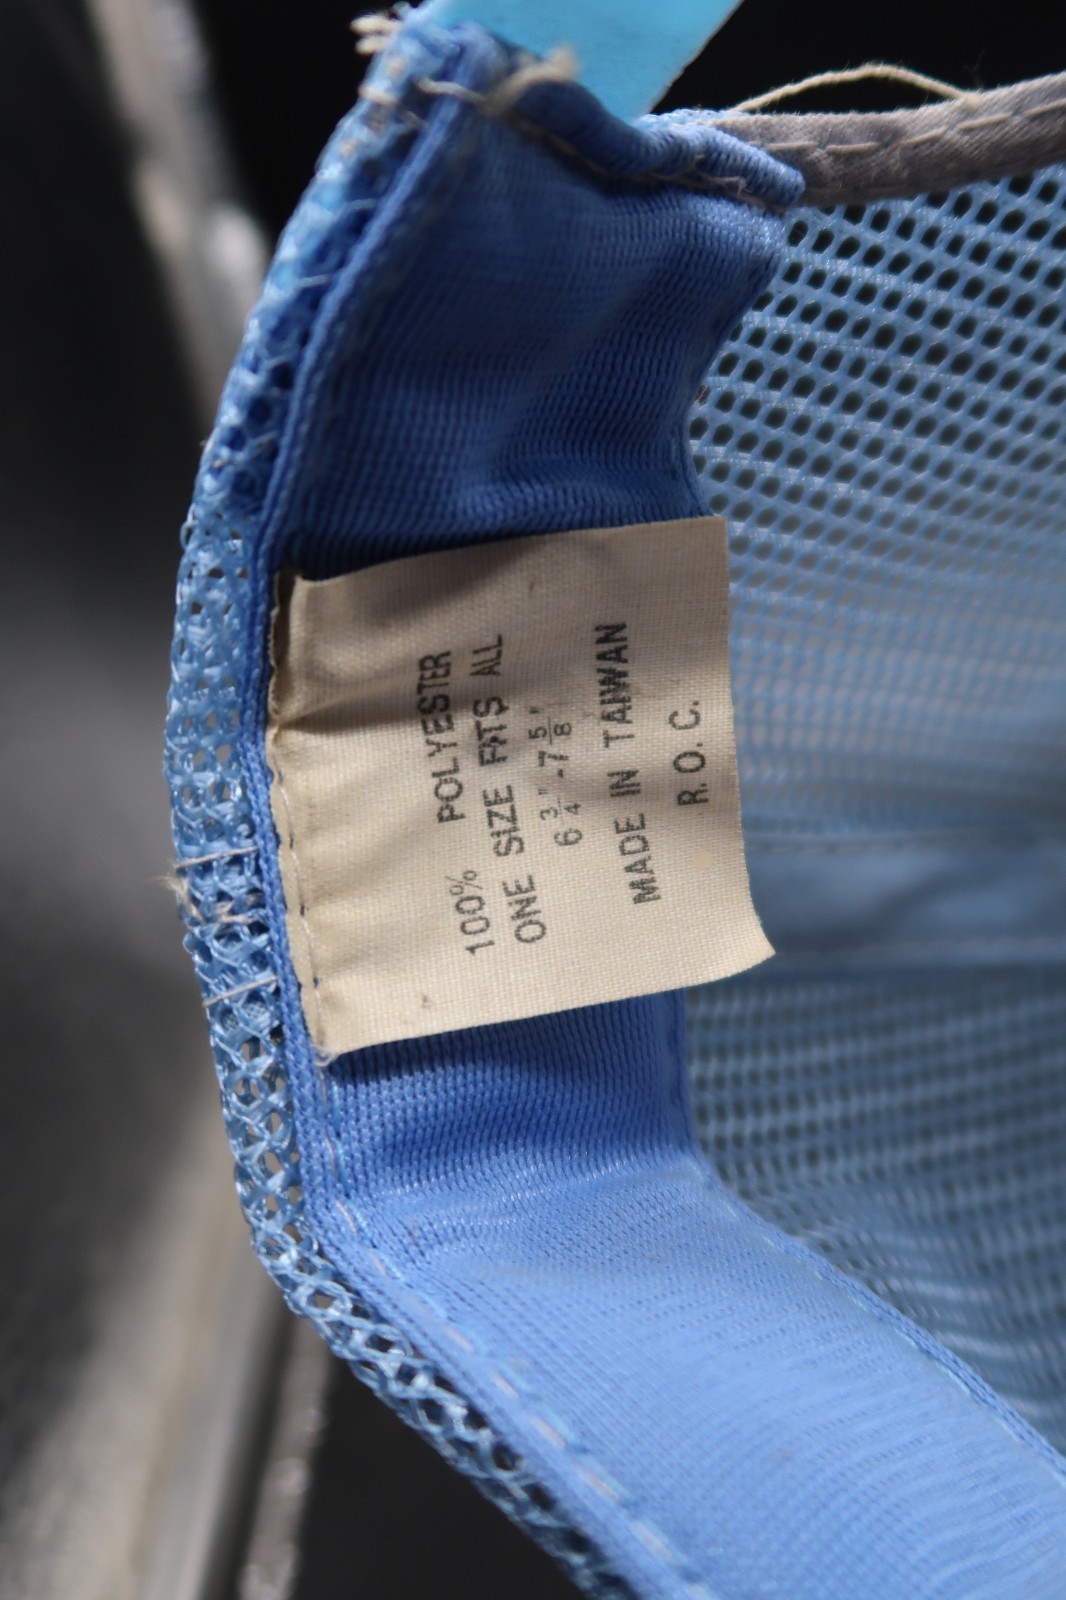 100% POLYESTER
ONE SIZE FITS ALL
6 3/4" - 7 5/8"
MADE IN TAIWAN
R.O.C.